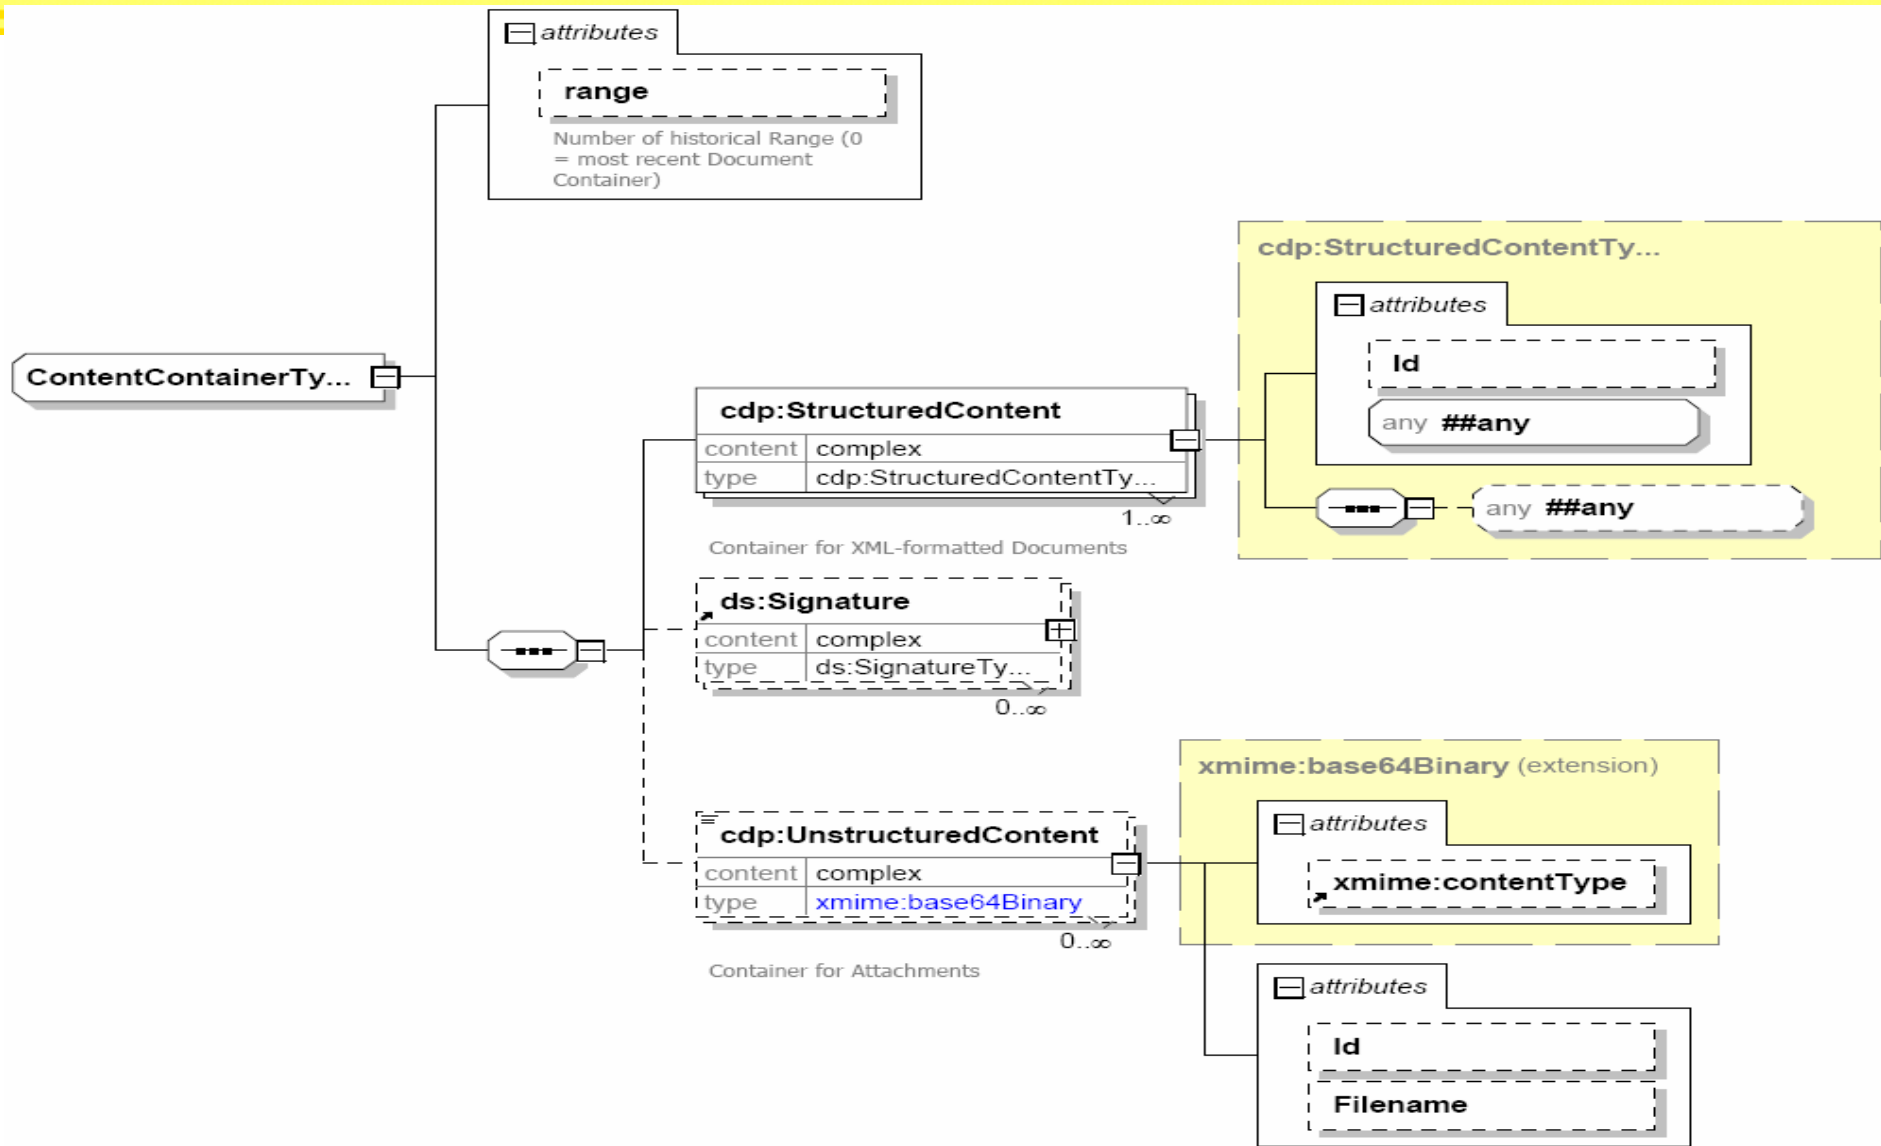 attributes
range
Number of historical Range (0
= most recent Document
Container)
ContentContainerTy...
cdp:StructuredContent
content complex
type cdp:StructuredContentTy...
1..∞
Container for XML-formatted Documents
cdp:StructuredContentTy...
attributes
Id
any ##any
any ##any
ds:Signature
content complex
type ds:SignatureTy...
0..∞
cdp:UnstructuredContent
content complex
type xmime:base64Binary
0..∞
Container for Attachments
xmime:base64Binary (extension)
attributes
xmime:contentType
attributes
Id
Filename